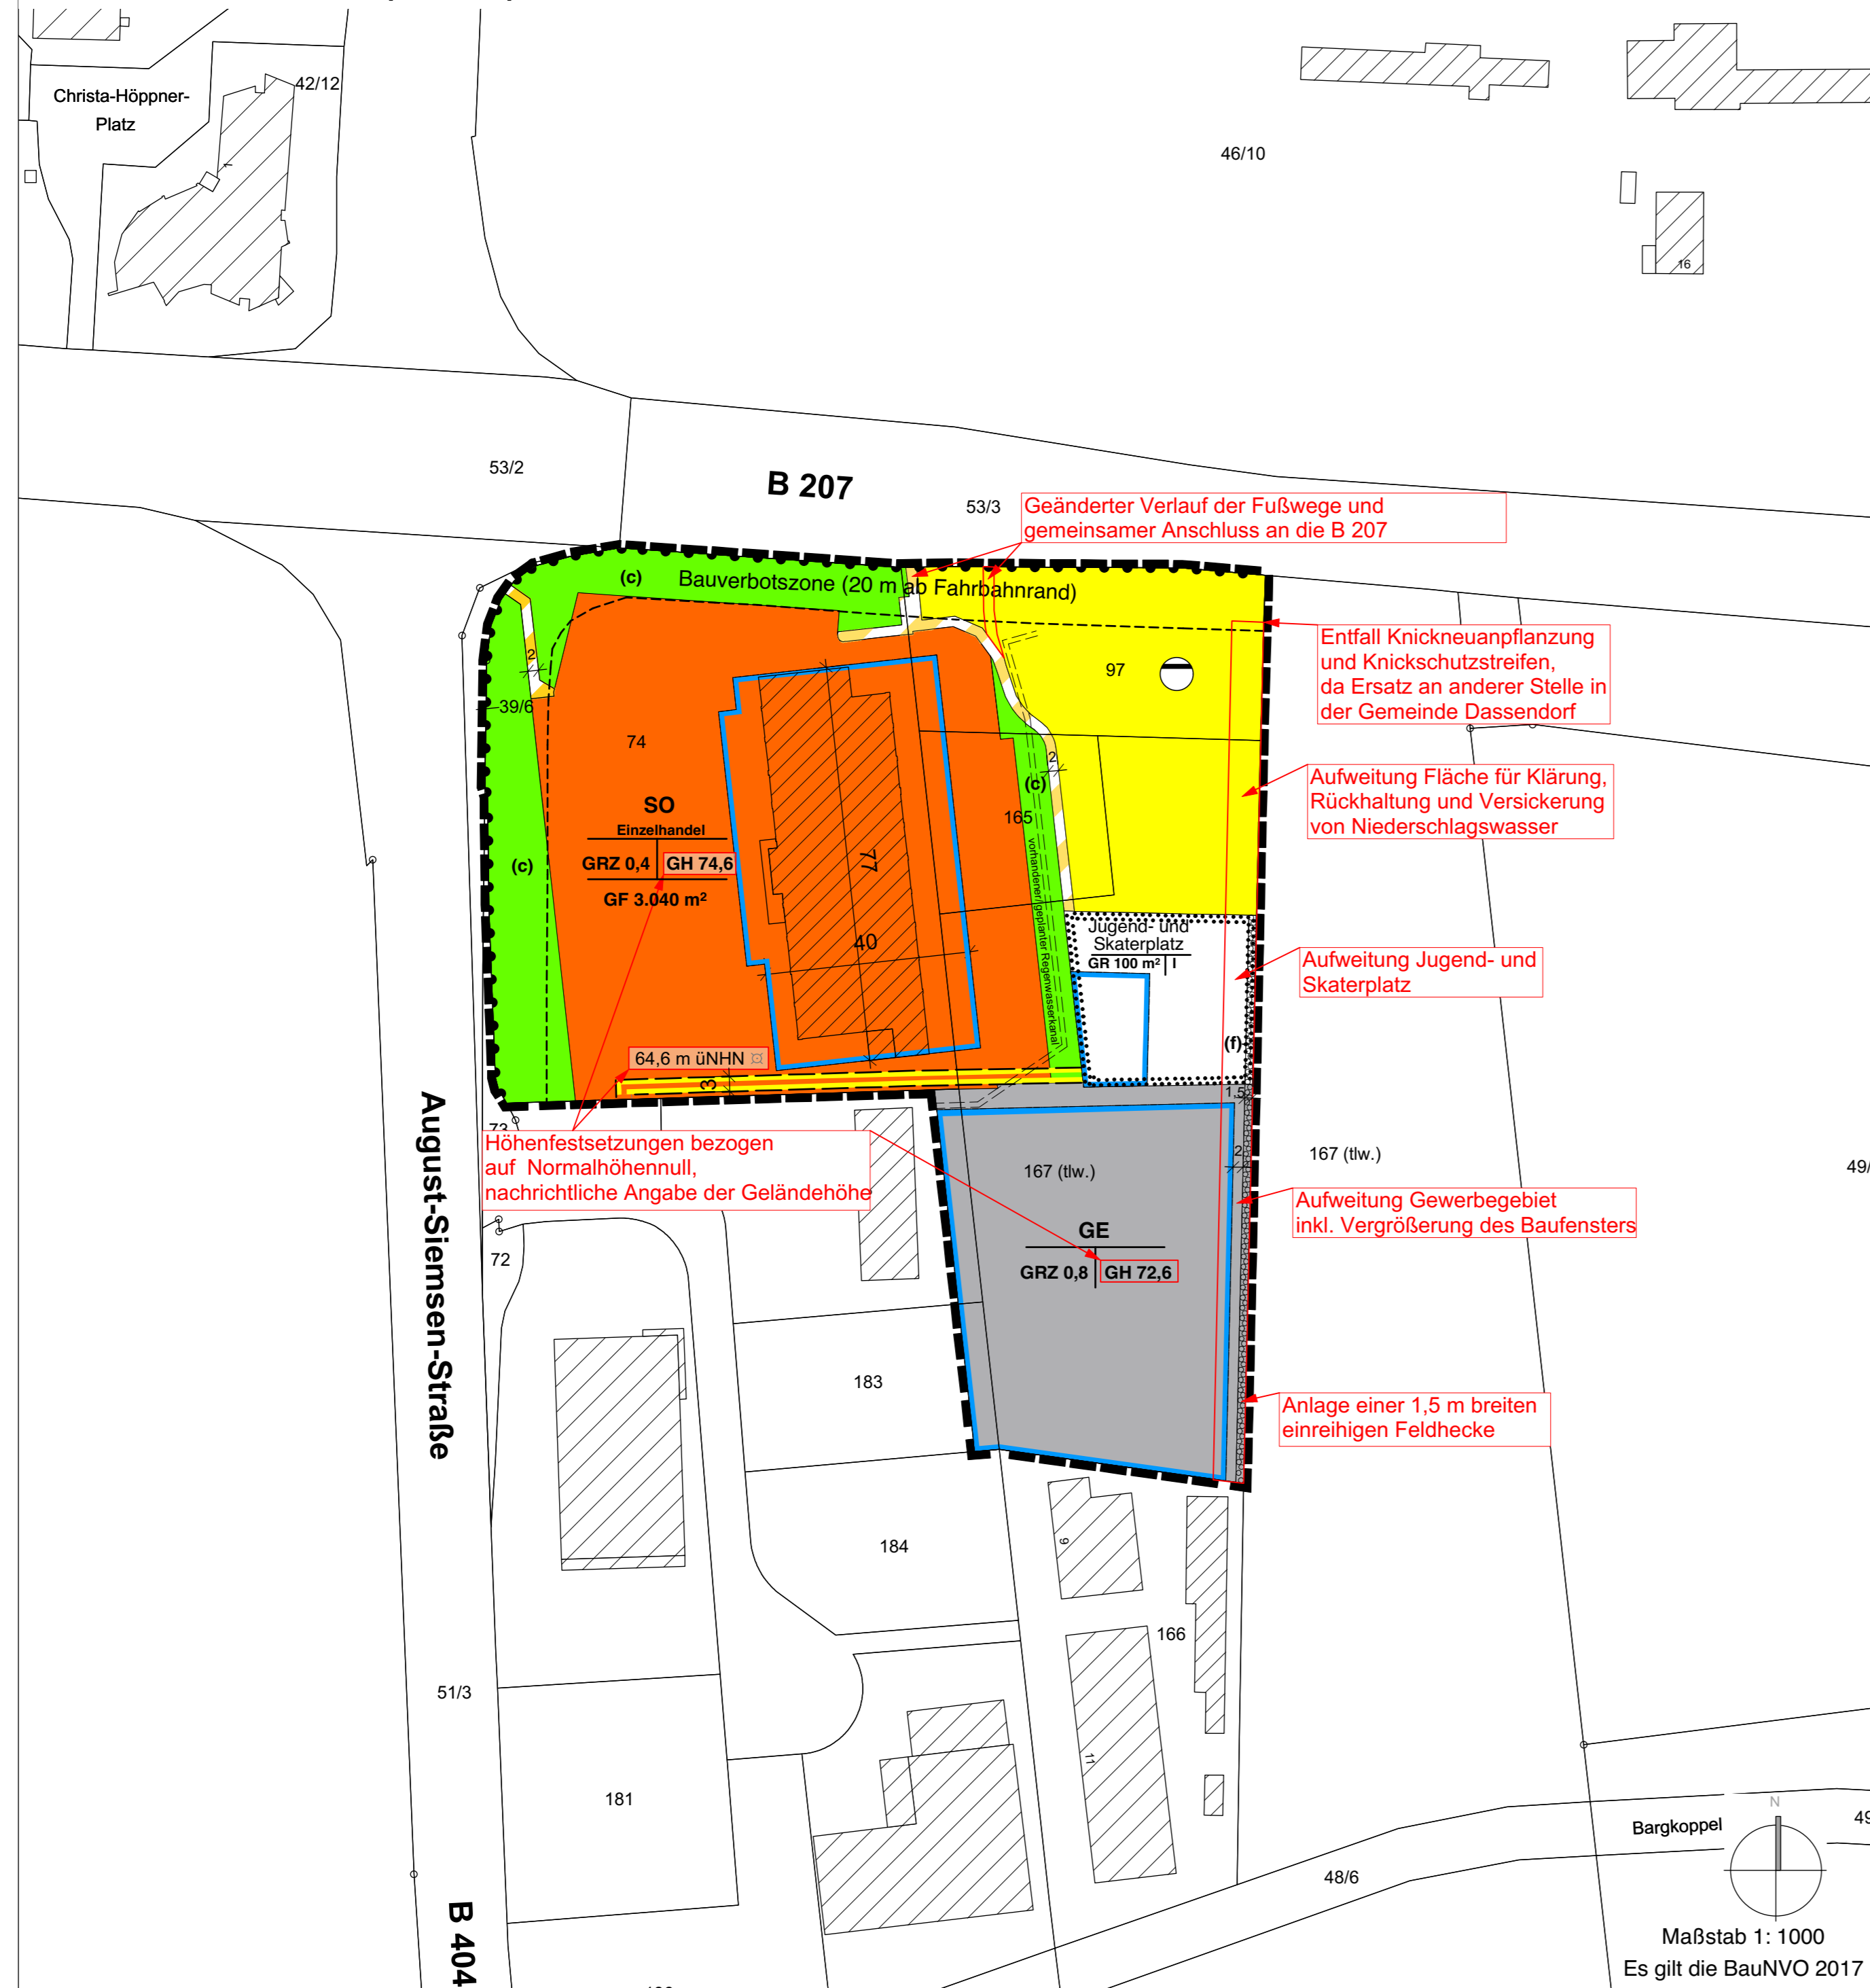 Christa-Höppner-
Platz
42/12
7
46/10
16
53/2
B 207
53/3
Geänderter Verlauf der Fußwege und
gemeinsamer Anschluss an die B 207
(c)
Bauverbotszone (20 m ab Fahrbahnrand)
Entfall Knickneuanpflanzung
und Knickschutzstreifen,
da Ersatz an anderer Stelle in
der Gemeinde Dassendorf
2
39/6
97
74
2
(c)
Aufweitung Fläche für Klärung,
Rückhaltung und Versickerung
von Niederschlagswasser
SO
Einzelhandel
GRZ 0,4
GH 74,6
GF 3.040 m²
(c)
165
77
40
vorhandener/geplanter Regenwasserkanal
Jugend- und
Skaterplatz
GR 100 m²
I
Aufweitung Jugend- und
Skaterplatz
(f)
64,6 m üNHN
3
1,5
73
Höhenfestsetzungen bezogen
auf Normalhöhennull,
nachrichtliche Angabe der Geländehöhe
167 (tlw.)
2
167 (tlw.)
49/
Aufweitung Gewerbegebiet
inkl. Vergrößerung des Baufensters
GE
GRZ 0,8
GH 72,6
72
August-Siemsen-Straße
183
Anlage einer 1,5 m breiten
einreihigen Feldhecke
184
9
166
51/3
11
181
Bargkoppel
N
49
48/6
B 404
Maßstab 1: 1000
Es gilt die BauNVO 2017